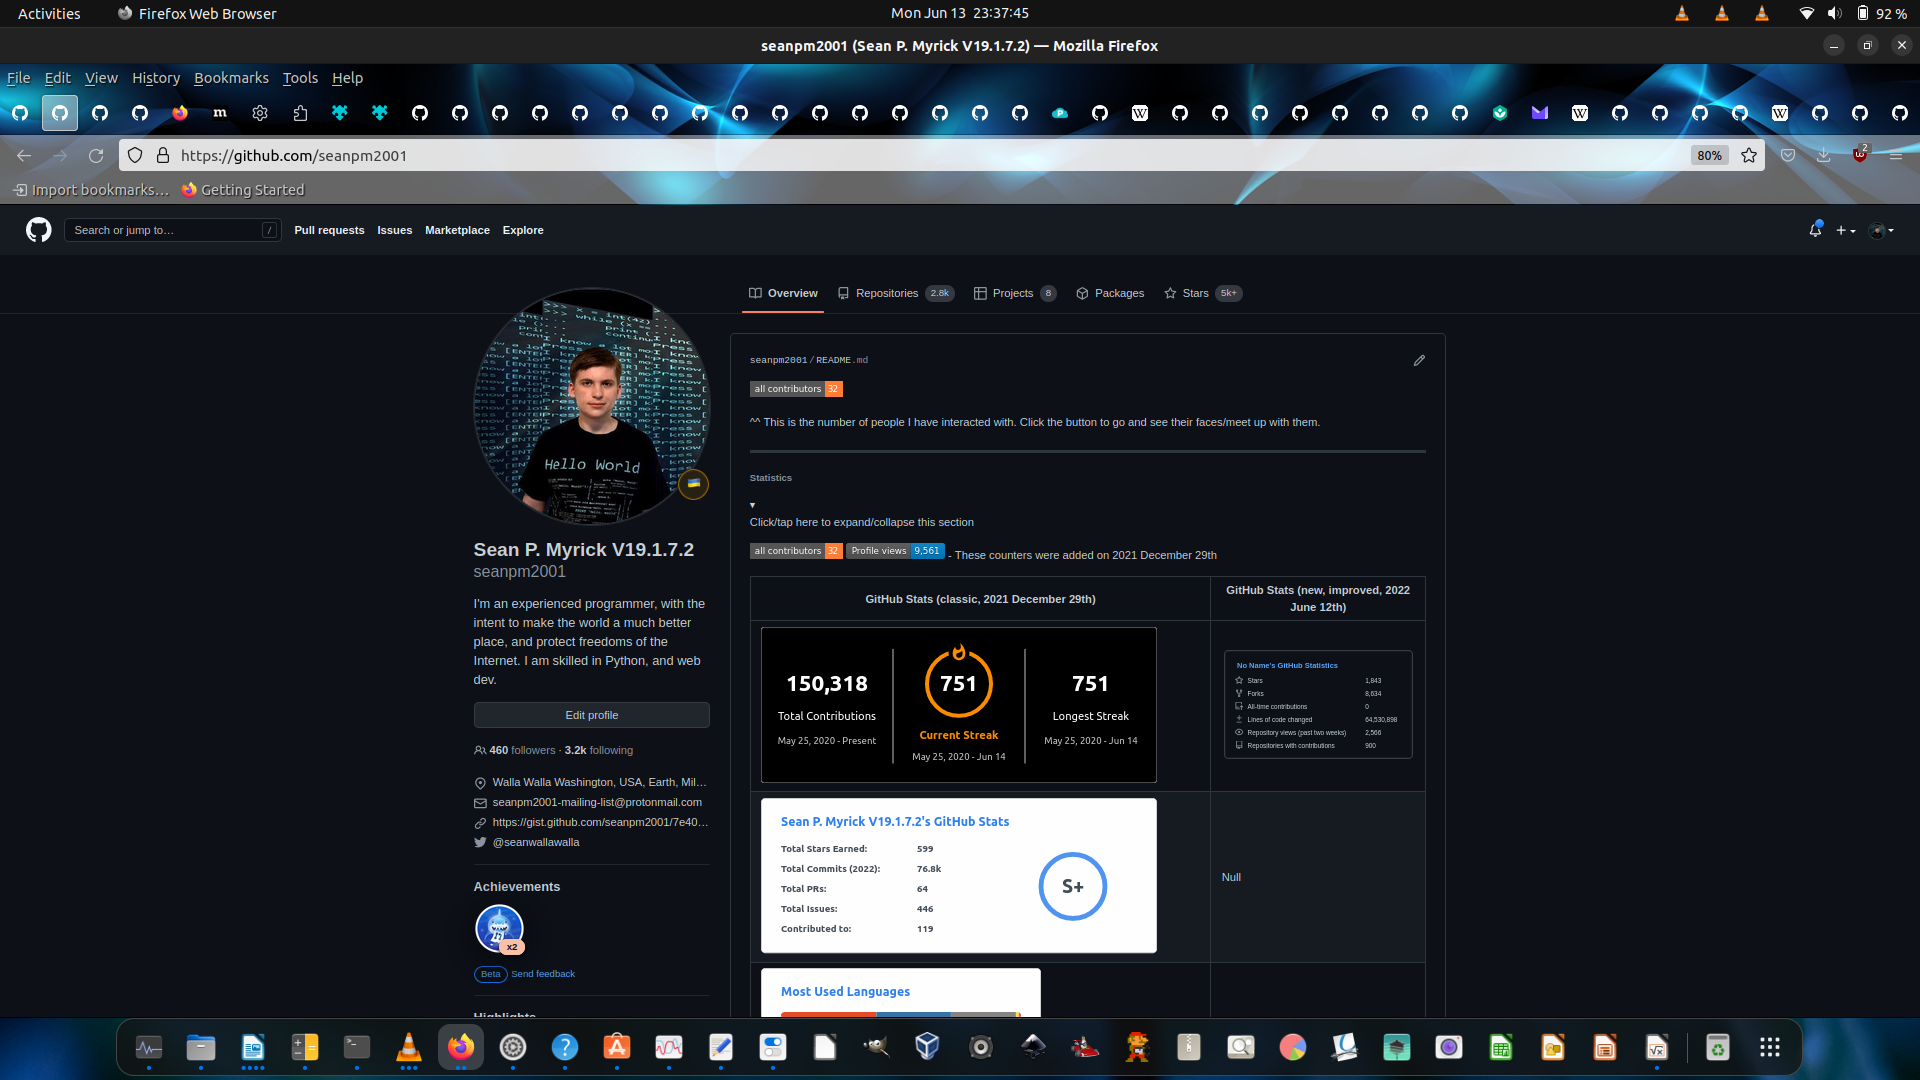 Activities
Firefox Web Browser
Mon Jun 13 23:37:45
92 %
seanpm2001 (Sean P. Myrick V19.1.7.2) — Mozilla Firefox
File Edit View History Bookmarks Tools Help
https://github.com/seanpm2001
80%
2
Import bookmarks…
Getting Started
Search or jump to…
/
Pull requests
Issues
Marketplace
Explore
Overview
Repositories 2.8k
Projects 8
Packages
Stars 5k+
Hello World
Sean P. Myrick V19.1.7.2
seanpm2001
I'm an experienced programmer, with the
intent to make the world a much better
place, and protect freedoms of the
Internet. I am skilled in Python, and web
dev.
Edit profile
460 followers · 3.2k following
Walla Walla Washington, USA, Earth, Mil…
seanpm2001-mailing-list@protonmail.com
https://gist.github.com/seanpm2001/7e40…
@seanwallawalla
Achievements
x2
Beta Send feedback
Highlights
seanpm2001/README.md
all contributors 32
^^ This is the number of people I have interacted with. Click the button to go and see their faces/meet up with them.
Statistics
▾
Click/tap here to expand/collapse this section
all contributors 32 Profile views 9,561 - These counters were added on 2021 December 29th
GitHub Stats (classic, 2021 December 29th)
GitHub Stats (new, improved, 2022
June 12th)
150,318
Total Contributions
May 25, 2020 - Present
751
Current Streak
May 25, 2020 - Jun 14
751
Longest Streak
May 25, 2020 - Jun 14
No Name's GitHub Statistics
Stars 1,843
Forks 8,634
All-time contributions 0
Lines of code changed 64,530,898
Repository views (past two weeks) 2,566
Repositories with contributions 900
Sean P. Myrick V19.1.7.2's GitHub Stats
Total Stars Earned: 599
Total Commits (2022): 76.8k
Total PRs: 64
Total Issues: 446
Contributed to: 119
S+
Null
Most Used Languages